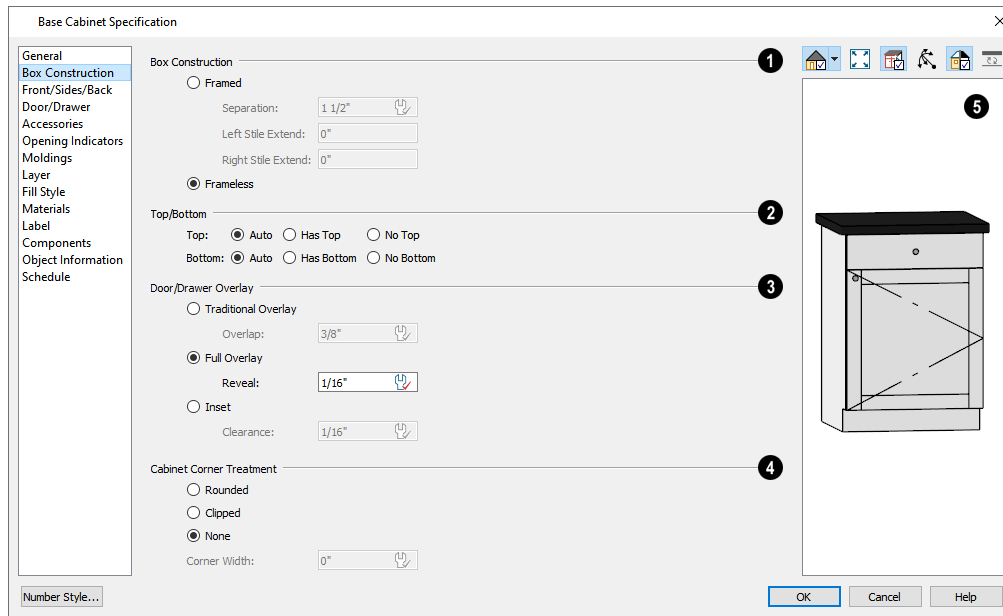 Base Cabinet Specification
General
Box Construction
Front/Sides/Back
Door/Drawer
Accessories
Opening Indicators
Moldings
Layer
Fill Style
Materials
Label
Components
Object Information
Schedule
Box Construction 1
Framed
Separation: 1 1/2"
Left Stile Extend: 0"
Right Stile Extend: 0"
Frameless
Top/Bottom 2
Top: Auto Has Top No Top
Bottom: Auto Has Bottom No Bottom
Door/Drawer Overlay 3
Traditional Overlay
Overlap: 3/8"
Full Overlay
Reveal: 1/16"
Inset
Clearance: 1/16"
Cabinet Corner Treatment 4
Rounded
Clipped
None
Corner Width: 0"
5
Number Style... OK Cancel Help